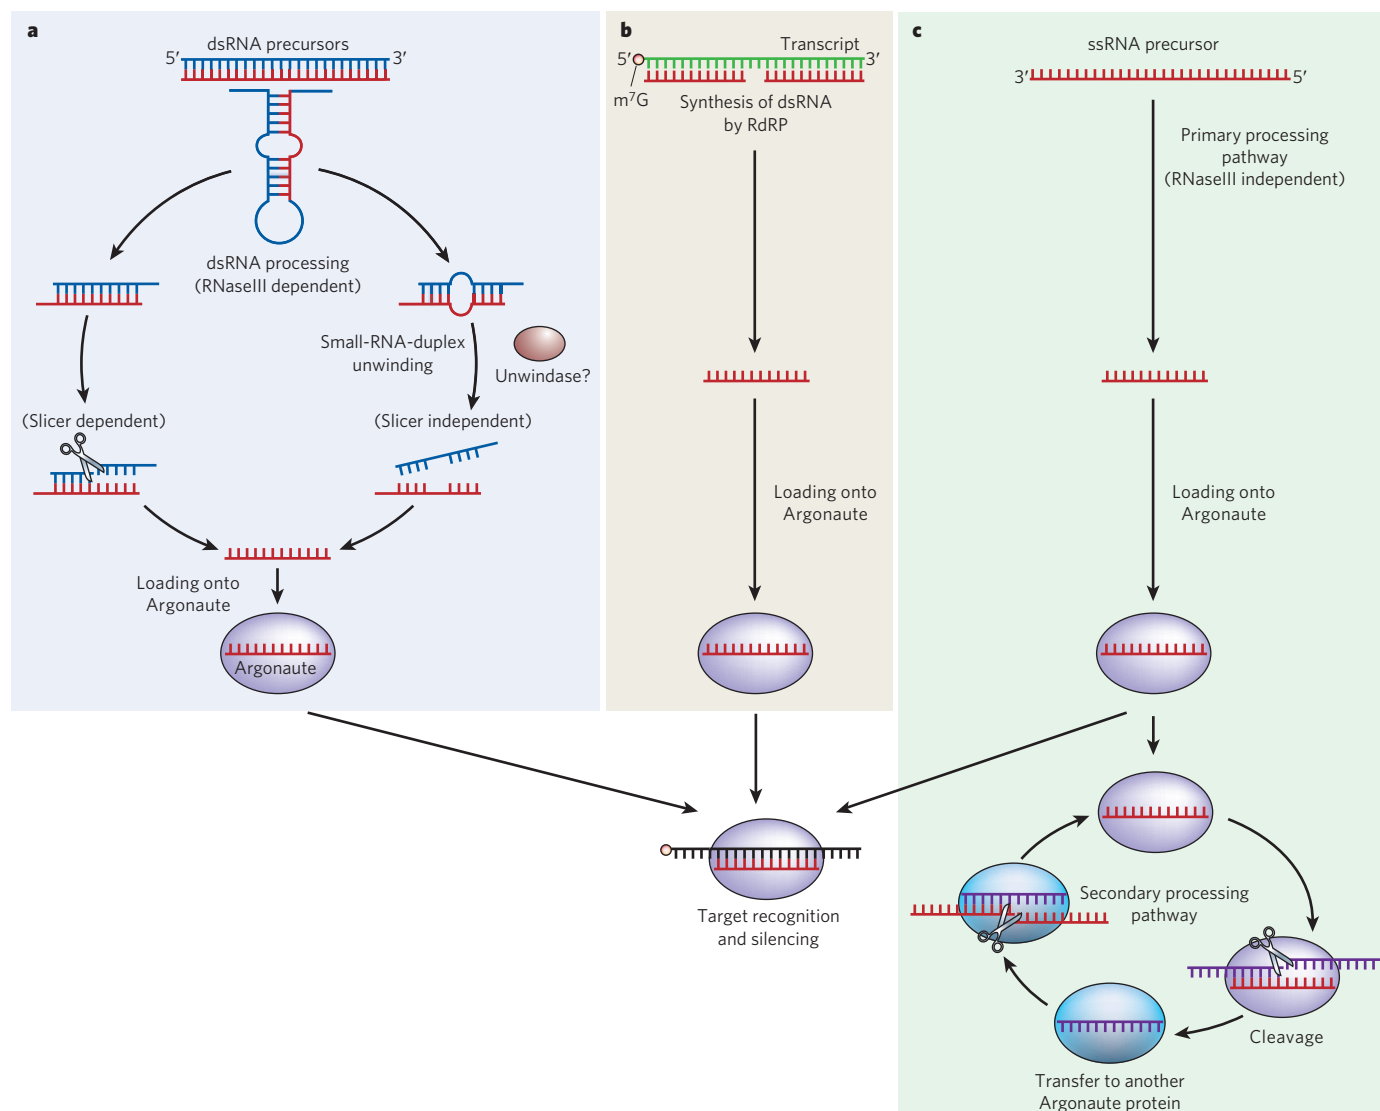 a
dsRNA precursors
5′ 3′
dsRNA processing
(RNaseIII dependent)
Small-RNA-duplex
unwinding
Unwindase?
(Slicer dependent)
(Slicer independent)
Loading onto
Argonaute
Argonaute
b
Transcript
5′ 3′
m⁷G
Synthesis of dsRNA
by RdRP
Loading onto
Argonaute
Target recognition
and silencing
c
ssRNA precursor
3′ 5′
Primary processing
pathway
(RNaseIII independent)
Loading onto
Argonaute
Secondary processing
pathway
Cleavage
Transfer to another
Argonaute protein